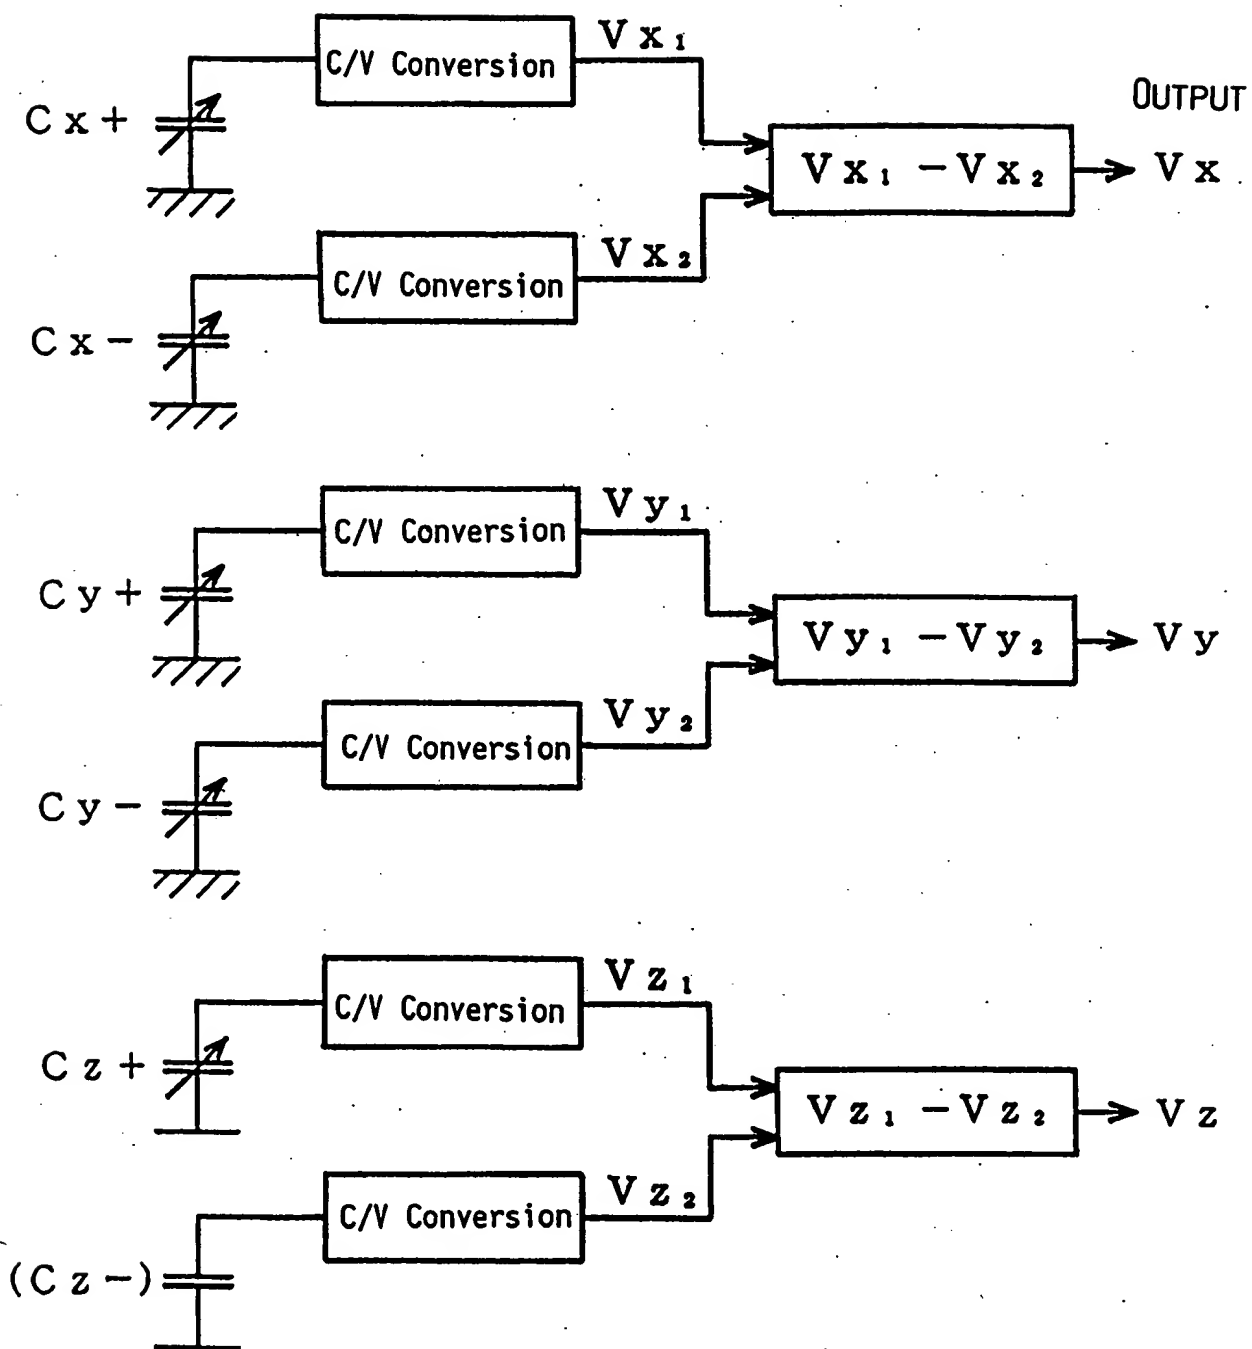 C/V Conversion
Vx₁
OUTPUT
Cx+
Vx₁ −Vx₂
Vx
C/V Conversion
Vx₂
Cx−
C/V Conversion
Vy₁
Cy+
Vy₁ −Vy₂
Vy
C/V Conversion
Vy₂
Cy−
C/V Conversion
Vz₁
Cz+
Vz₁ −Vz₂
Vz
C/V Conversion
Vz₂
(Cz−)